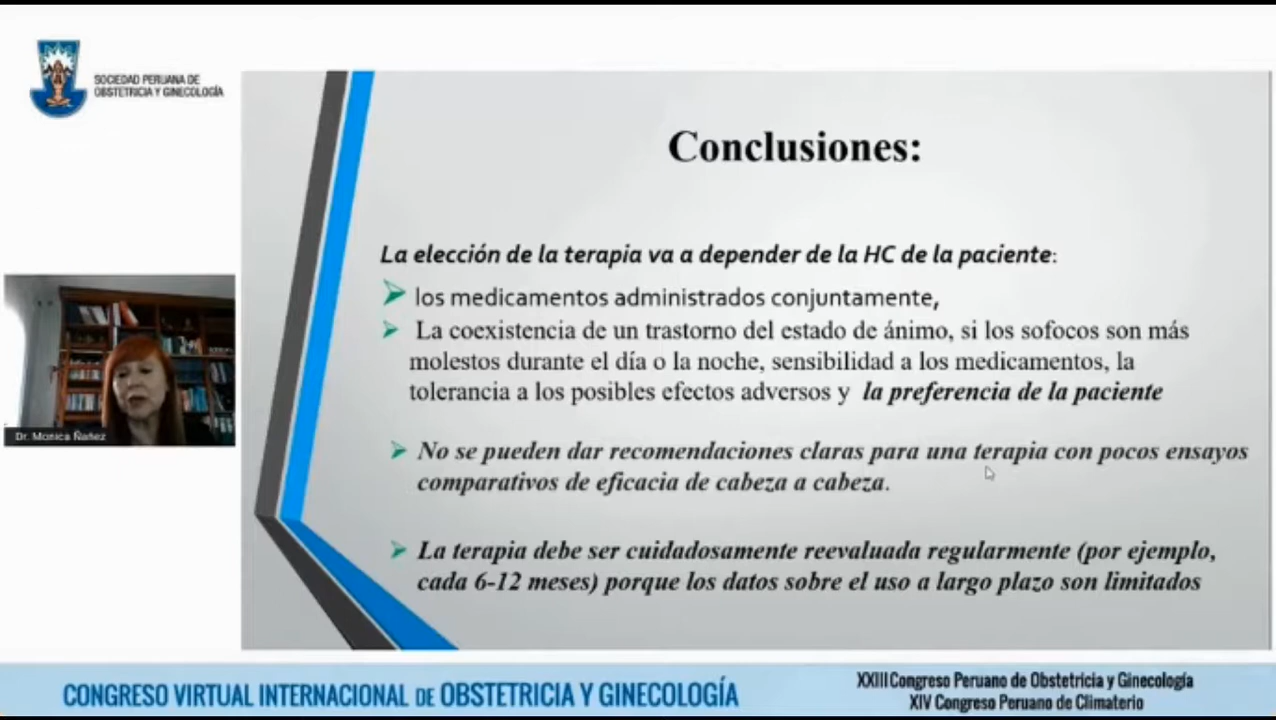 SOCIEDAD PERUANA DE
OBSTETRICIA Y GINECOLOGÍA
Conclusiones:
La elección de la terapia va a depender de la HC de la paciente:
los medicamentos administrados conjuntamente,
La coexistencia de un trastorno del estado de ánimo, si los sofocos son más
molestos durante el día o la noche, sensibilidad a los medicamentos, la
tolerancia a los posibles efectos adversos y la preferencia de la paciente
No se pueden dar recomendaciones claras para una terapia con pocos ensayos
comparativos de eficacia de cabeza a cabeza.
La terapia debe ser cuidadosamente reevaluada regularmente (por ejemplo,
cada 6-12 meses) porque los datos sobre el uso a largo plazo son limitados
Dr. Monica Ñañez
CONGRESO VIRTUAL INTERNACIONAL DE OBSTETRICIA Y GINECOLOGÍA
XXIII Congreso Peruano de Obstetricia y Ginecología
XIV Congreso Peruano de Climaterio